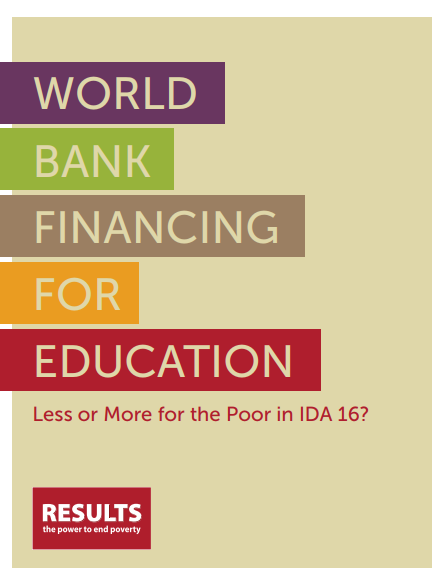 WORLD
BANK
FINANCING
FOR
EDUCATION
Less or More for the Poor in IDA 16?
RESULTS
the power to end poverty